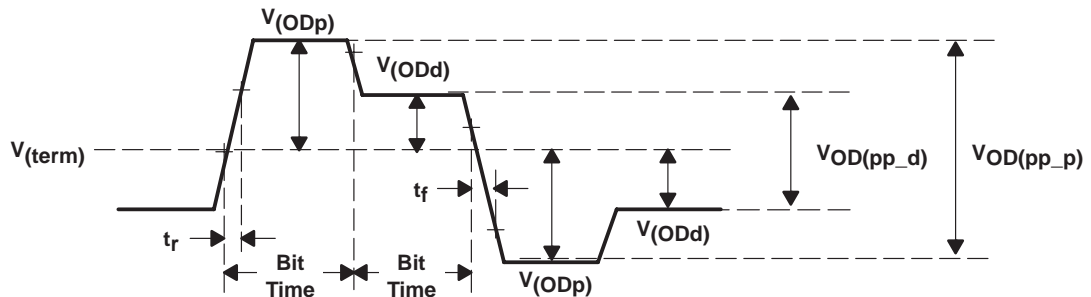 V(ODp)
V(ODd)
V(term)
VOD(pp_d)
VOD(pp_p)
tf
V(ODd)
tr
Bit
Time
Bit
Time
V(ODp)